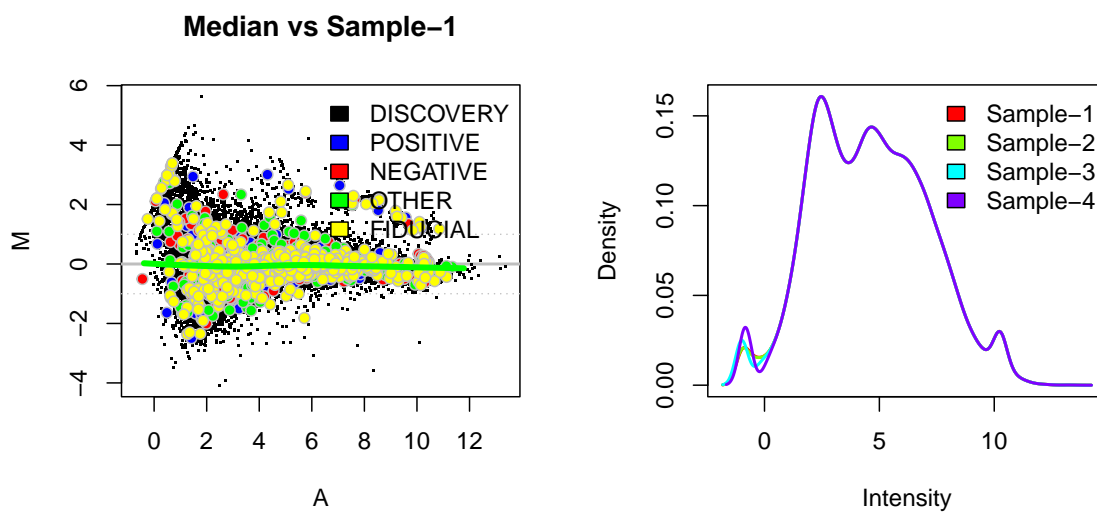 Median vs Sample−1
M
6
4
2
0
−2
−4
DISCOVERY
POSITIVE
NEGATIVE
OTHER
FIDUCIAL
0 2 4 6 8 10 12
A
Density
0.15
0.10
0.05
0.00
Sample−1
Sample−2
Sample−3
Sample−4
0 5 10
Intensity